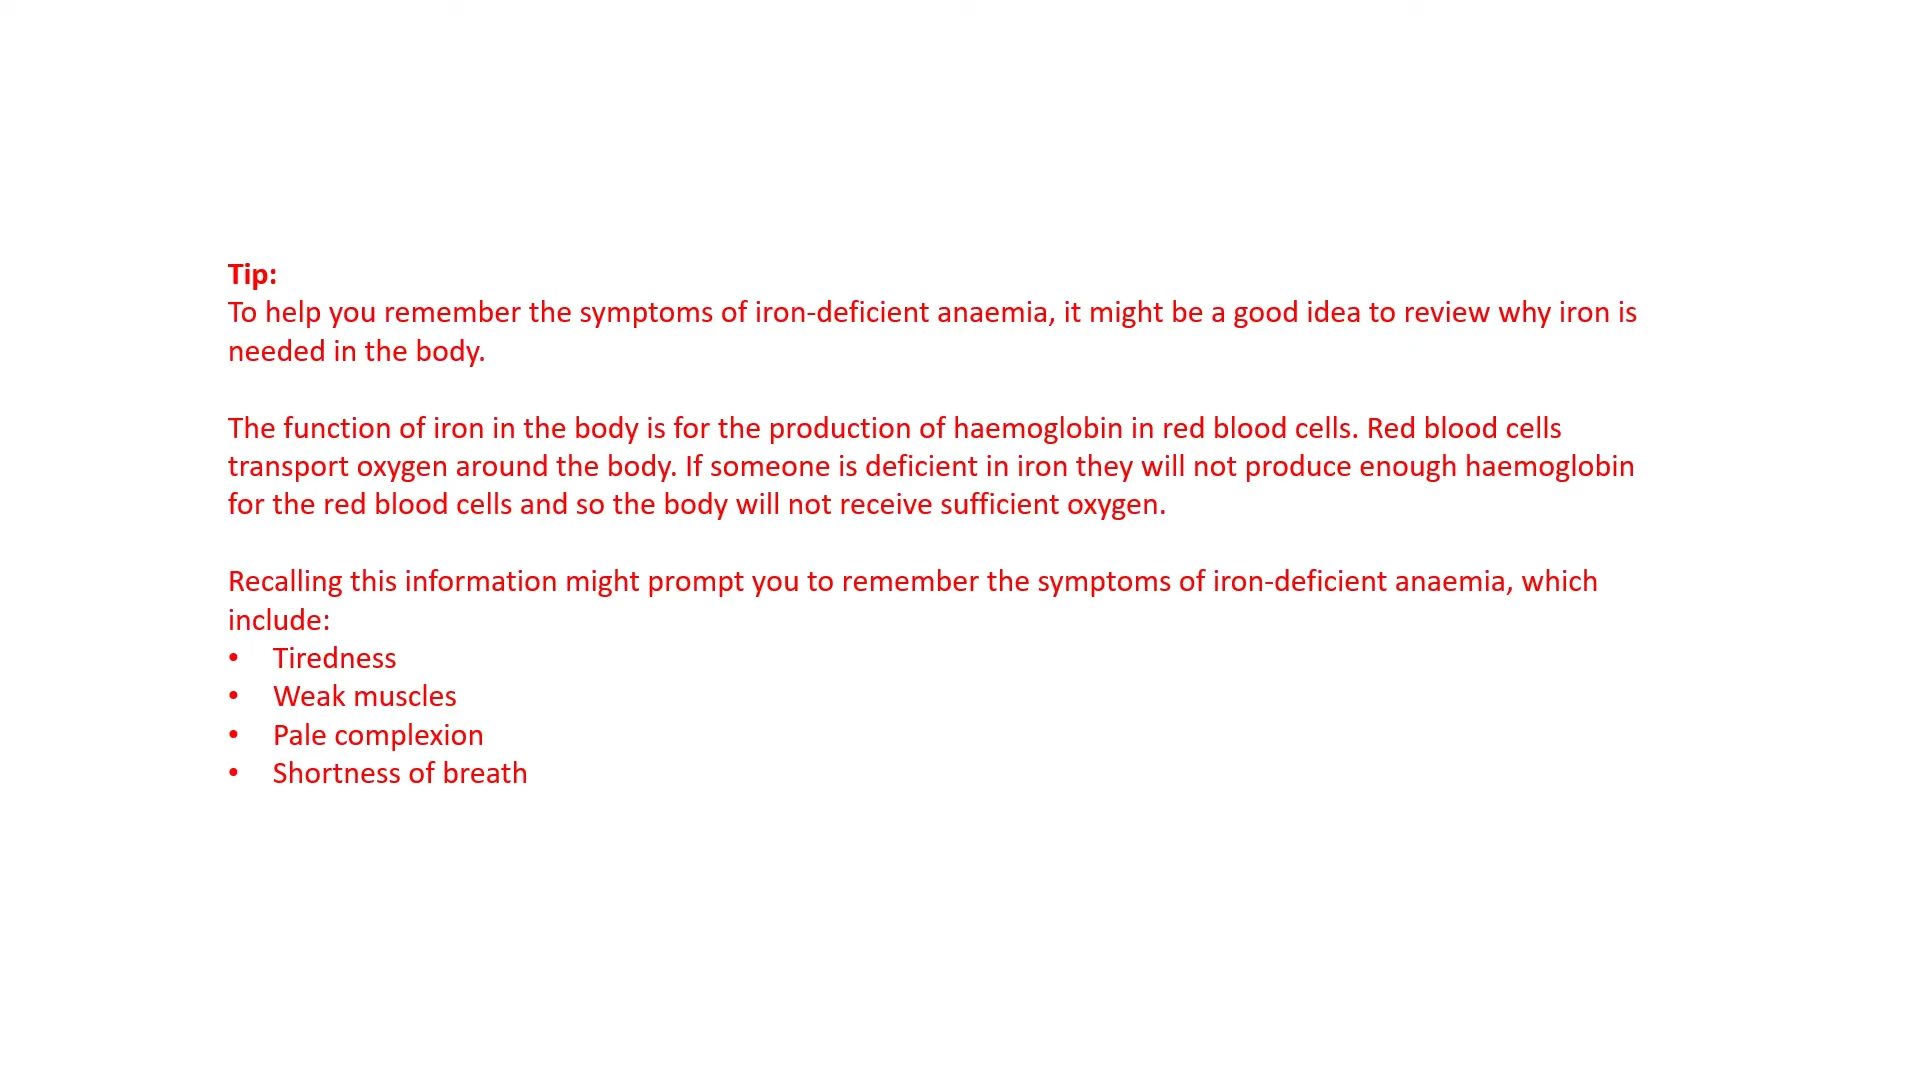 Tip:
To help you remember the symptoms of iron-deficient anaemia, it might be a good idea to review why iron is
needed in the body.
The function of iron in the body is for the production of haemoglobin in red blood cells. Red blood cells
transport oxygen around the body. If someone is deficient in iron they will not produce enough haemoglobin
for the red blood cells and so the body will not receive sufficient oxygen.
Recalling this information might prompt you to remember the symptoms of iron-deficient anaemia, which
include:
• Tiredness
• Weak muscles
• Pale complexion
• Shortness of breath